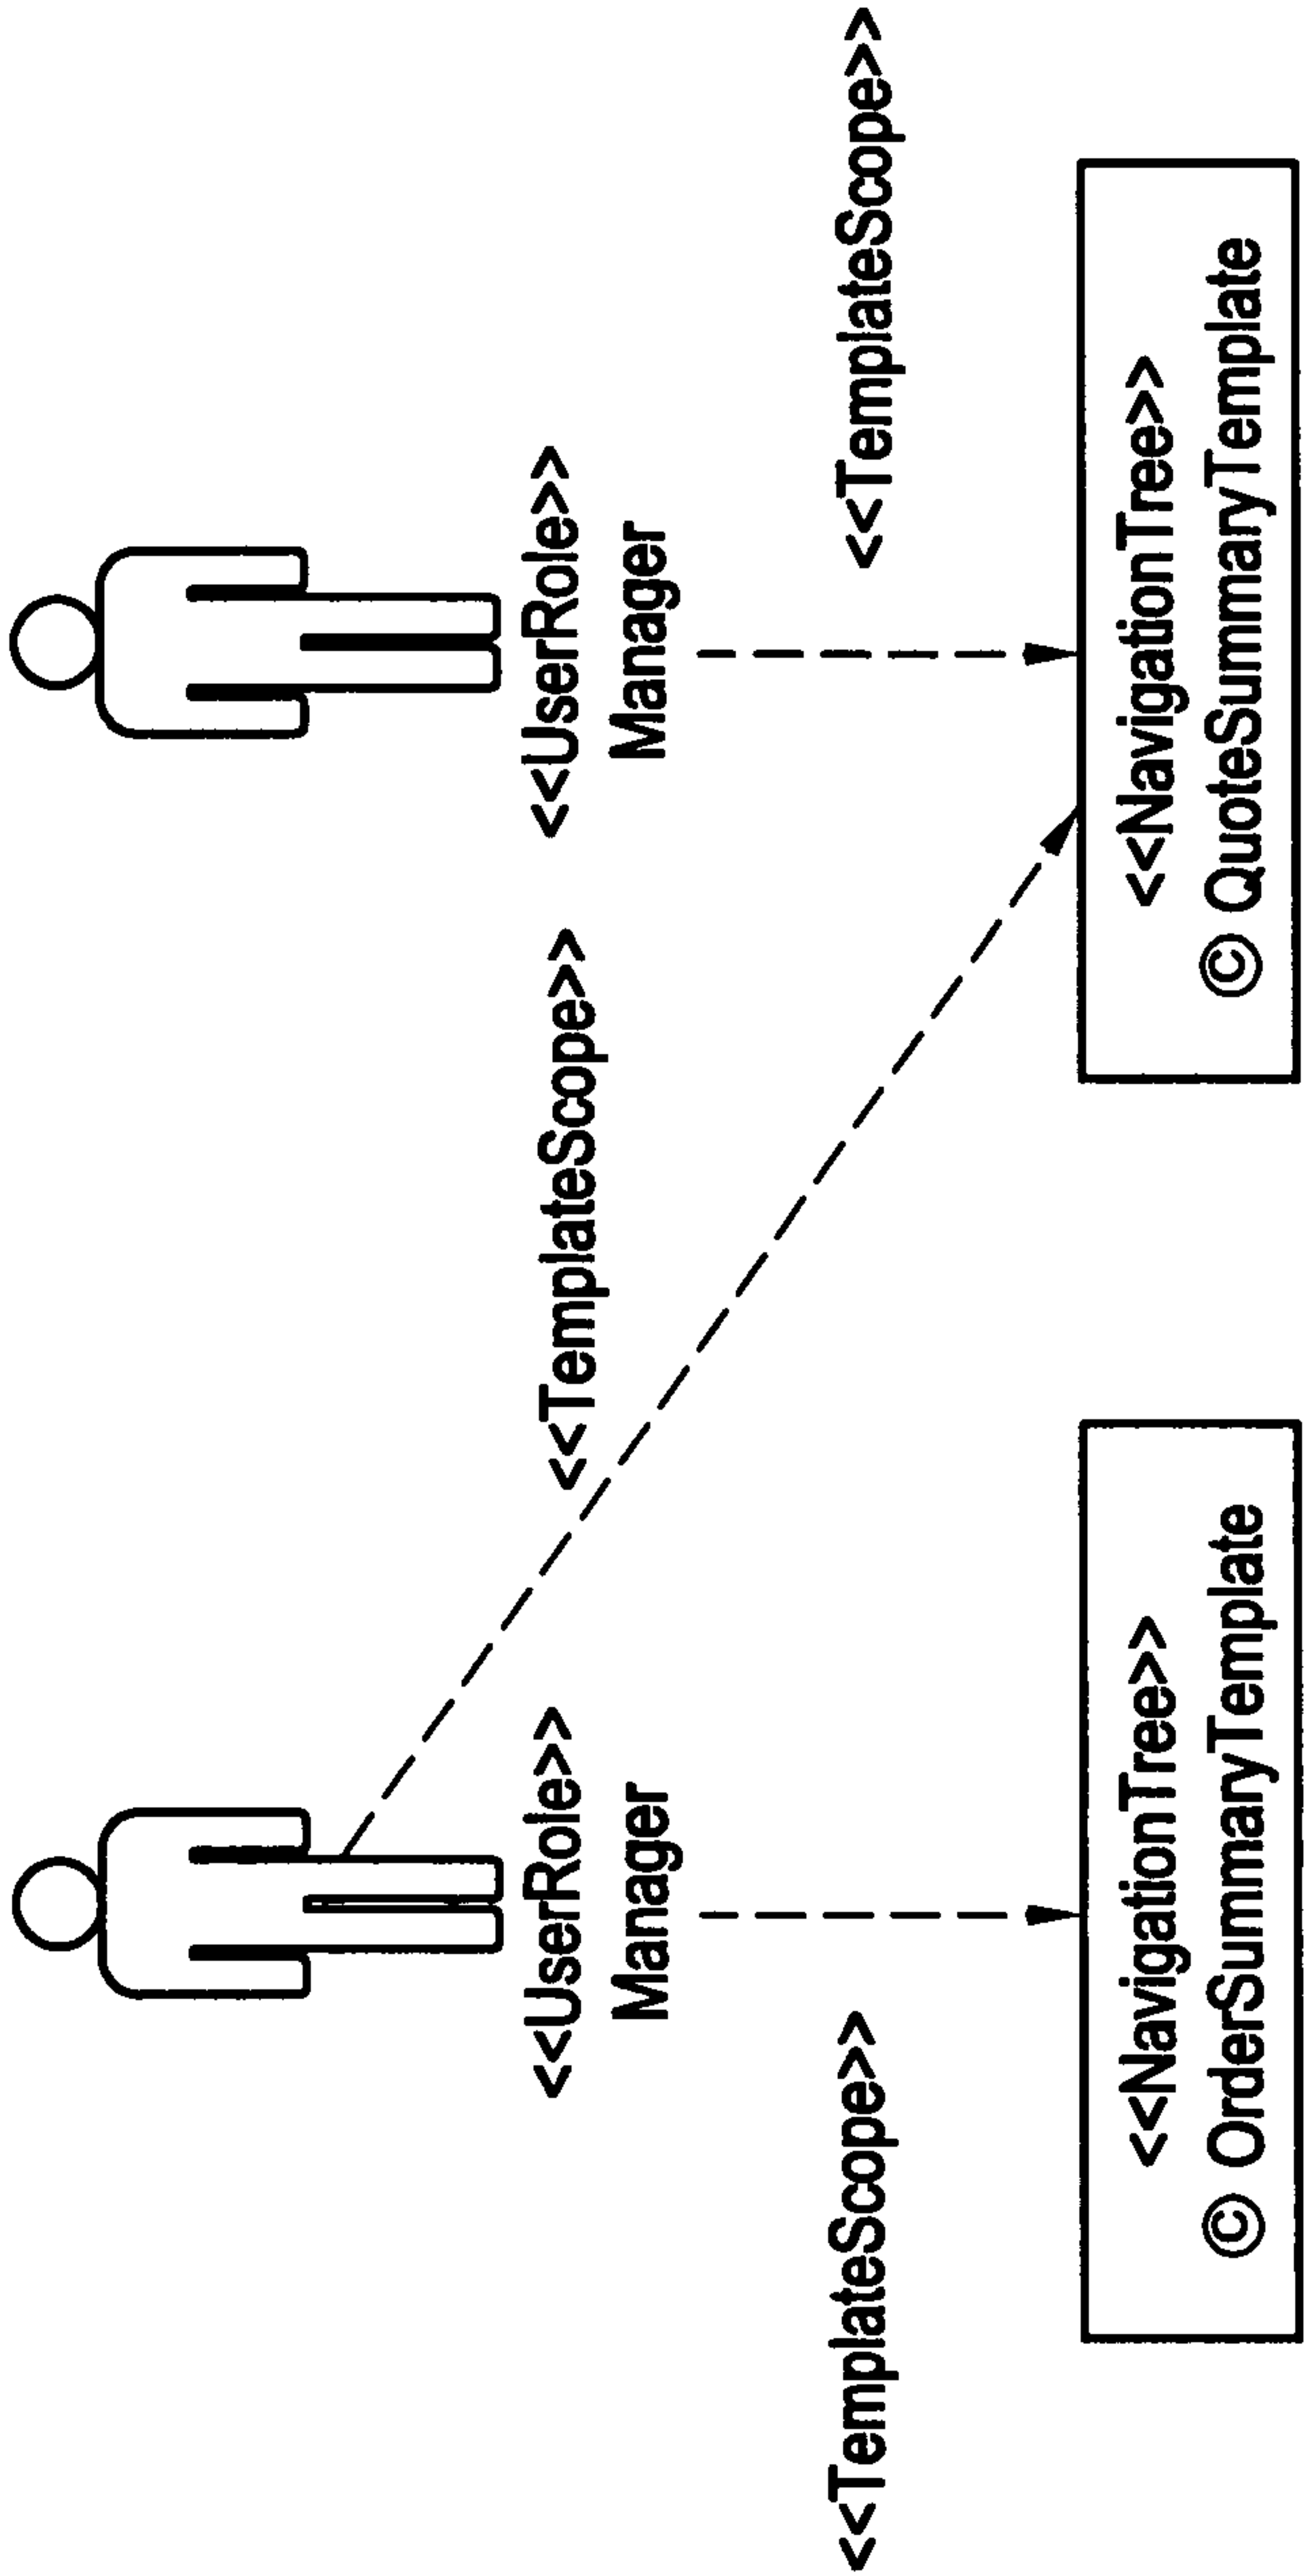 <<UserRole>>
Manager
<<TemplateScope>>
<<UserRole>>
Manager
<<TemplateScope>>
<<TemplateScope>>
<<NavigationTree>>
© OrderSummaryTemplate
<<NavigationTree>>
© QuoteSummaryTemplate